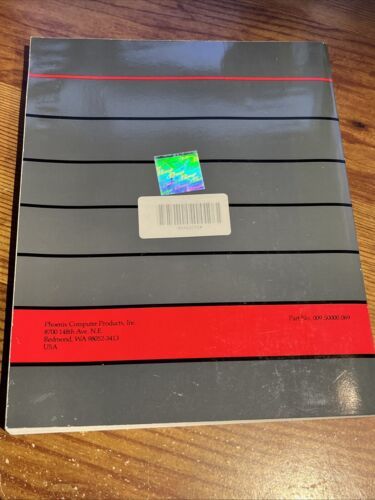 Phoenix Computer Products, Inc.
8700 148th Ave. N.E.
Redmond, WA 98052-3413
USA
Part No. 009.50000.069